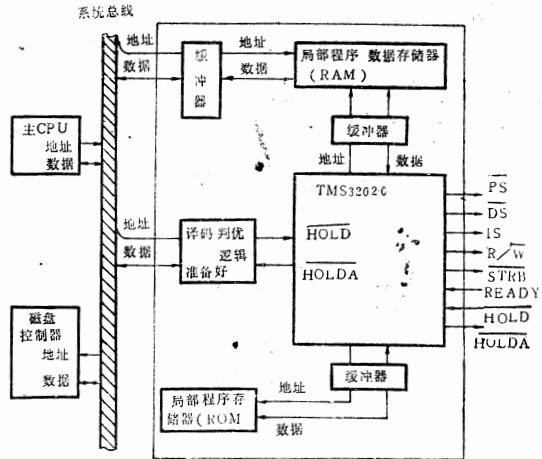 系统总线
地址
数据
缓
冲
器
地址
数据
局部程序 数据存储器
(RAM)
缓冲器
地址
数据
主CPU
地址
数据
TMS3202·0
HOLD
HOLDA
PS
DS
IS
R/W
STRB
READY
HOLD
HOLDA
地址
数据
译码 判优
逻辑
准备好
磁盘
控制器
地址
数据
缓冲器
地址
数据
局部程序存
储器(ROM